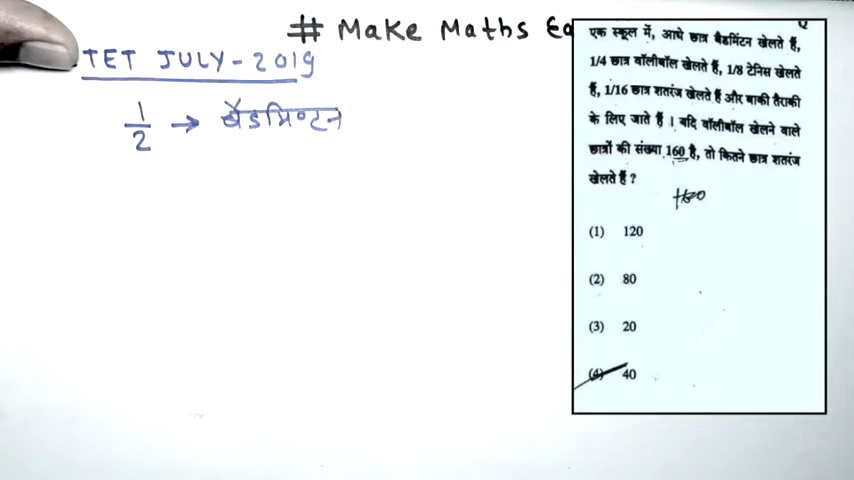 # Make Maths Ea
TET JULY-2019
1/2 → बैडमिण्टन
एक स्कूल में, आधे छात्र बैडमिंटन खेलते हैं,
1/4 छात्र वॉलीबॉल खेलते हैं, 1/8 टेनिस खेलते
हैं, 1/16 छात्र शतरंज खेलते हैं और बाकी तैराकी
के लिए जाते हैं । यदि वॉलीबॉल खेलने वाले
छात्रों की संख्या 160 है, तो कितने छात्र शतरंज
खेलते हैं ?
(1) 120
(2) 80
(3) 20
(4) 40